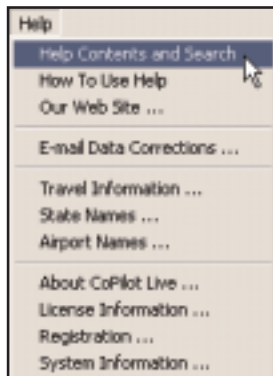 Help
Help Contents and Search
How To Use Help
Our Web Site ...
E-mail Data Corrections ...
Travel Information ...
State Names ...
Airport Names ...
About CoPilot Live ...
License Information ...
Registration ...
System Information ...